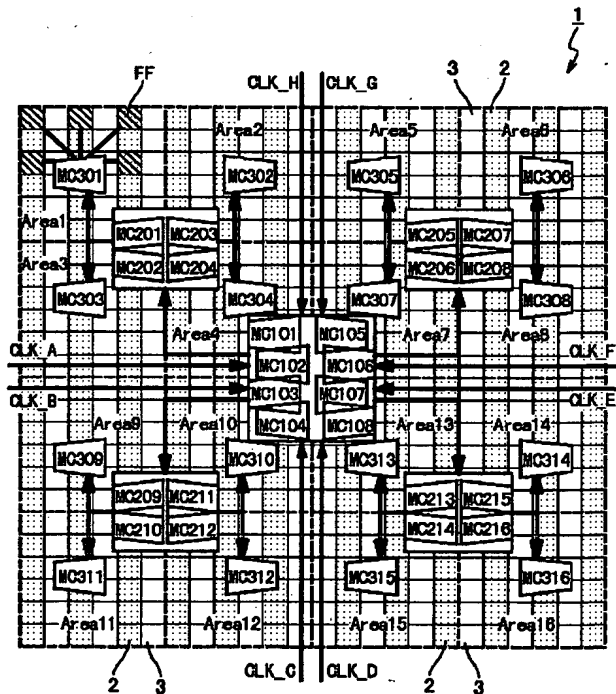 1
CLK_H CLK_G
FF 3 2
Area2 Area5 Area6
MC301 MC302 MC305 MC306
Area1 MC201 MC203 MC205 MC207
Area3 MC202 MC204 MC206 MC208
MC303 MC304 MC307 MC308
Area4 MC101 MC105 Area7 Area8
CLK_A MC102 MC106 CLK_F
CLK_B MC103 MC107 CLK_E
Area9 Area10 MC104 MC108 Area13 Area14
MC309 MC310 MC313 MC314
MC209 MC211 MC213 MC215
MC210 MC212 MC214 MC216
MC311 MC312 MC315 MC316
Area11 Area12 Area15 Area16
2 3 CLK_C CLK_D 2 3